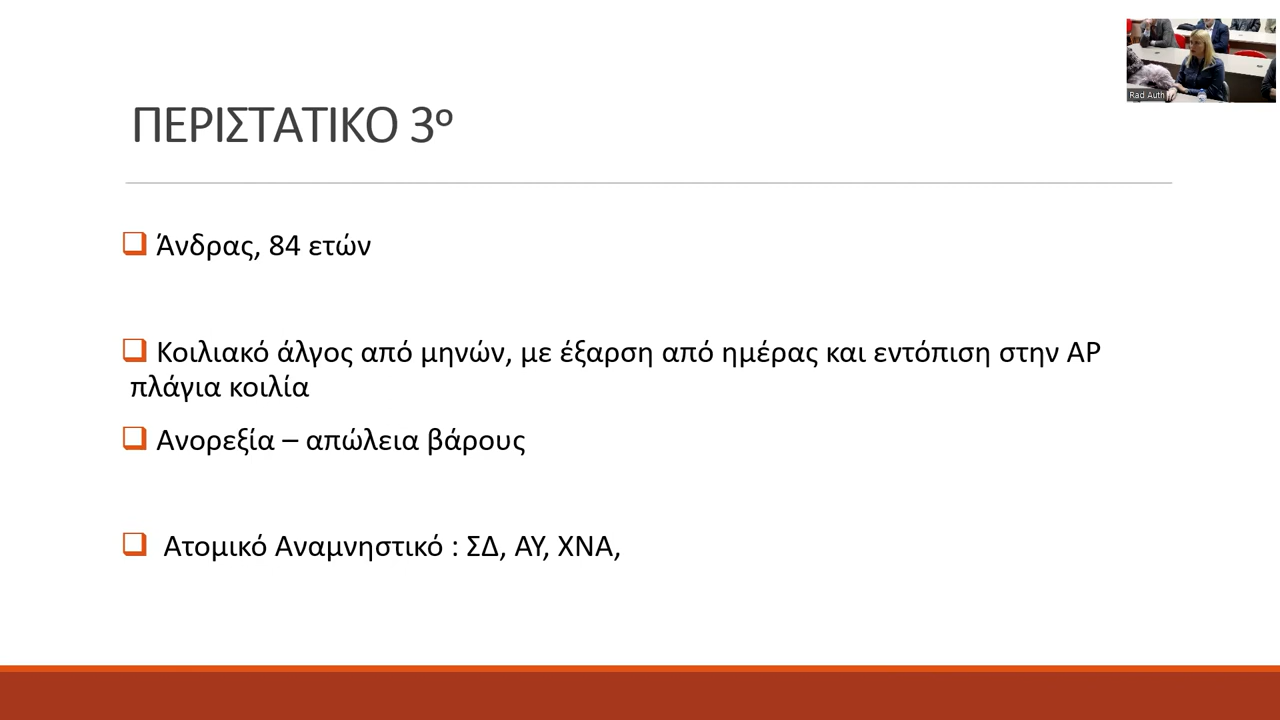 Rad Auth
ΠΕΡΙΣΤΑΤΙΚΟ 3ο
Άνδρας, 84 ετών
Κοιλιακό άλγος από μηνών, με έξαρση από ημέρας και εντόπιση στην ΑΡ
πλάγια κοιλία
Ανορεξία – απώλεια βάρους
Ατομικό Αναμνηστικό : ΣΔ, ΑΥ, ΧΝΑ,